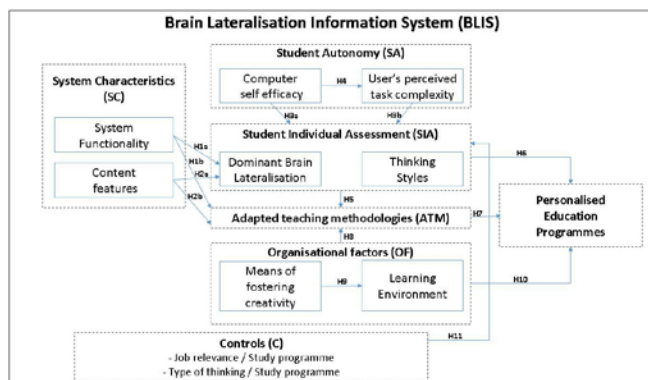 Brain Lateralisation Information System (BLIS)
Student Autonomy (SA)
Computer
self efficacy
H4
User's perceived
task complexity
System Characteristics
(SC)
H3a
H3b
System
Functionality
Content
features
H1a
H1b
H2a
H2b
Student Individual Assessment (SIA)
Dominant Brain
Lateralisation
Thinking
Styles
H6
H5
Adapted teaching methodologies (ATM)
H7
Personalised
Education
Programmes
H8
Organisational factors (OF)
Means of
fostering
creativity
H9
Learning
Environment
H10
H11
Controls (C)
- Job relevance / Study programme
- Type of thinking / Study programme